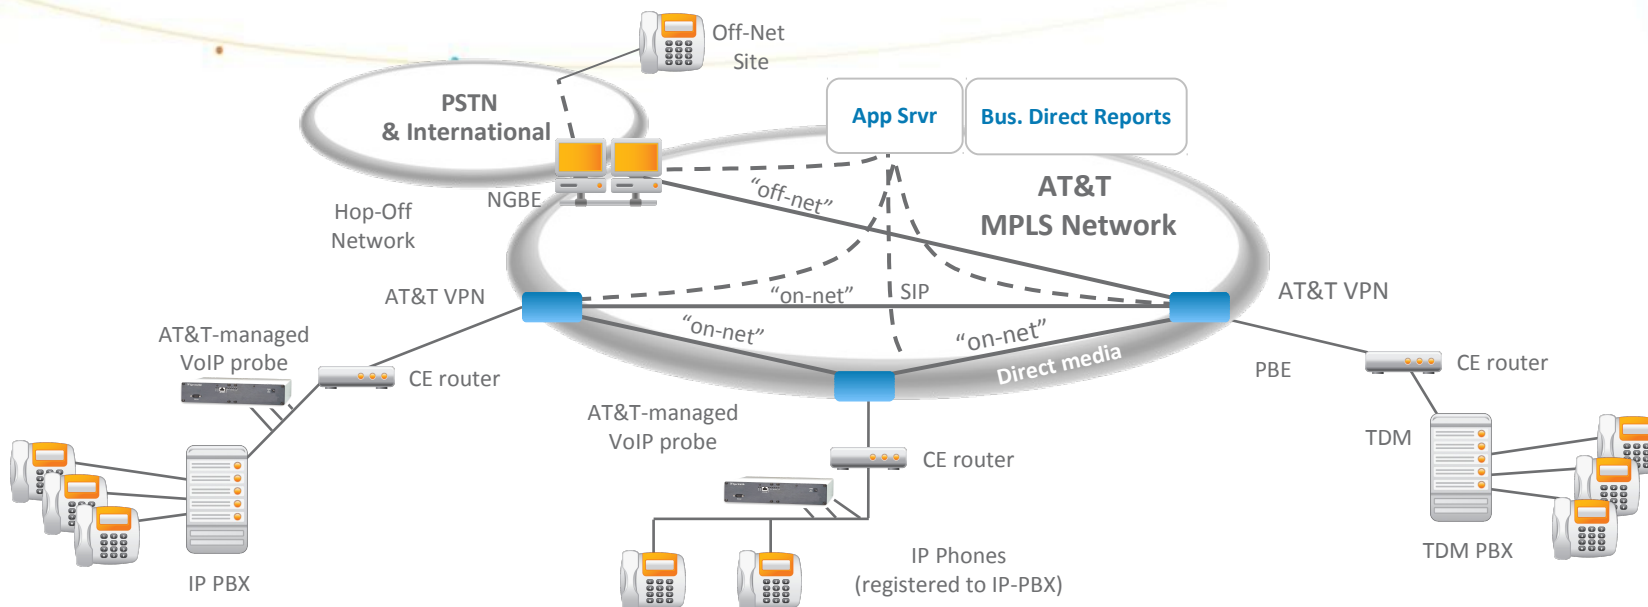 Off-Net
Site
PSTN
& International
App Srvr
Bus. Direct Reports
NGBE
"off-net"
AT&T
MPLS Network
Hop-Off
Network
AT&T VPN
"on-net"
SIP
AT&T VPN
"on-net"
"on-net"
Direct media
AT&T-managed
VoIP probe
CE router
PBE
CE router
AT&T-managed
VoIP probe
TDM
CE router
IP PBX
IP Phones
(registered to IP-PBX)
TDM PBX